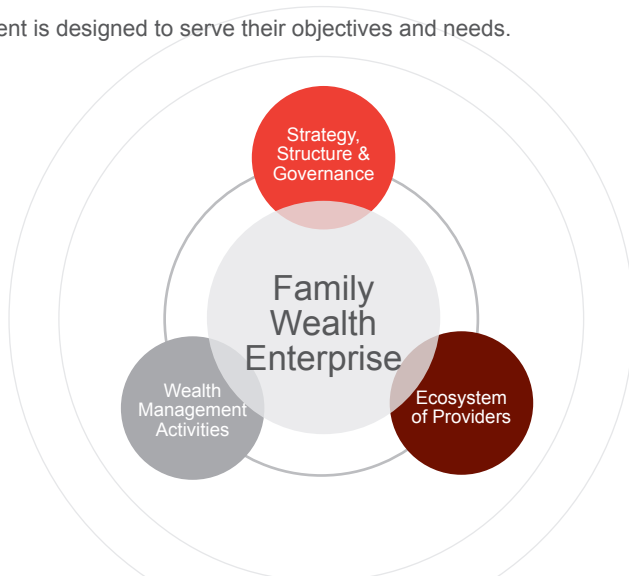 ent is designed to serve their objectives and needs.
Strategy,
Structure &
Governance
Family
Wealth
Enterprise
Wealth
Management
Activities
Ecosystem
of Providers